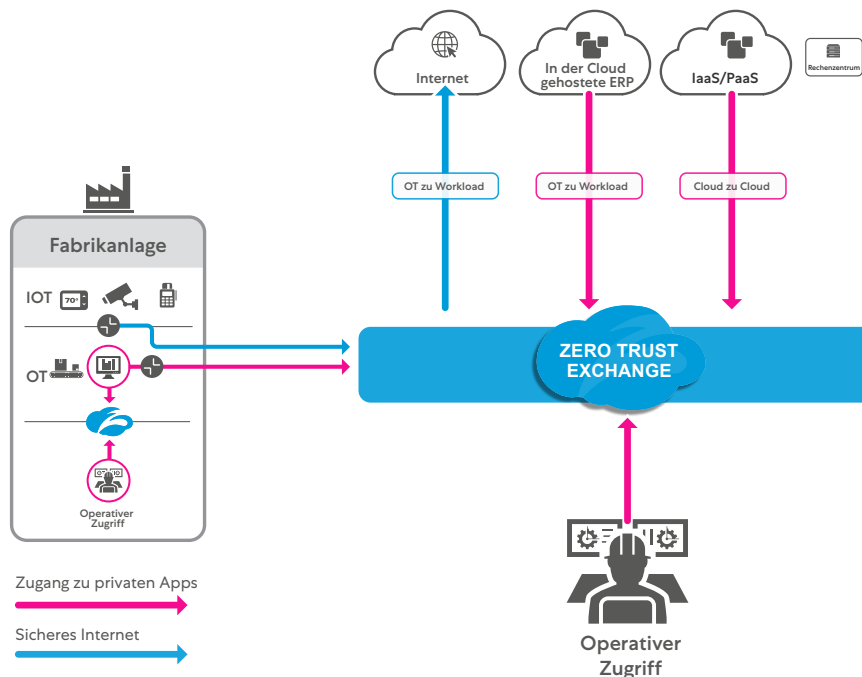 Internet
In der Cloud
gehostete ERP
IaaS/PaaS
Rechenzentrum
OT zu Workload
OT zu Workload
Cloud zu Cloud
Fabrikanlage
IOT
70°
OT
ZERO TRUST
EXCHANGE
Operativer
Zugriff
Zugang zu privaten Apps
Sicheres Internet
Operativer
Zugriff